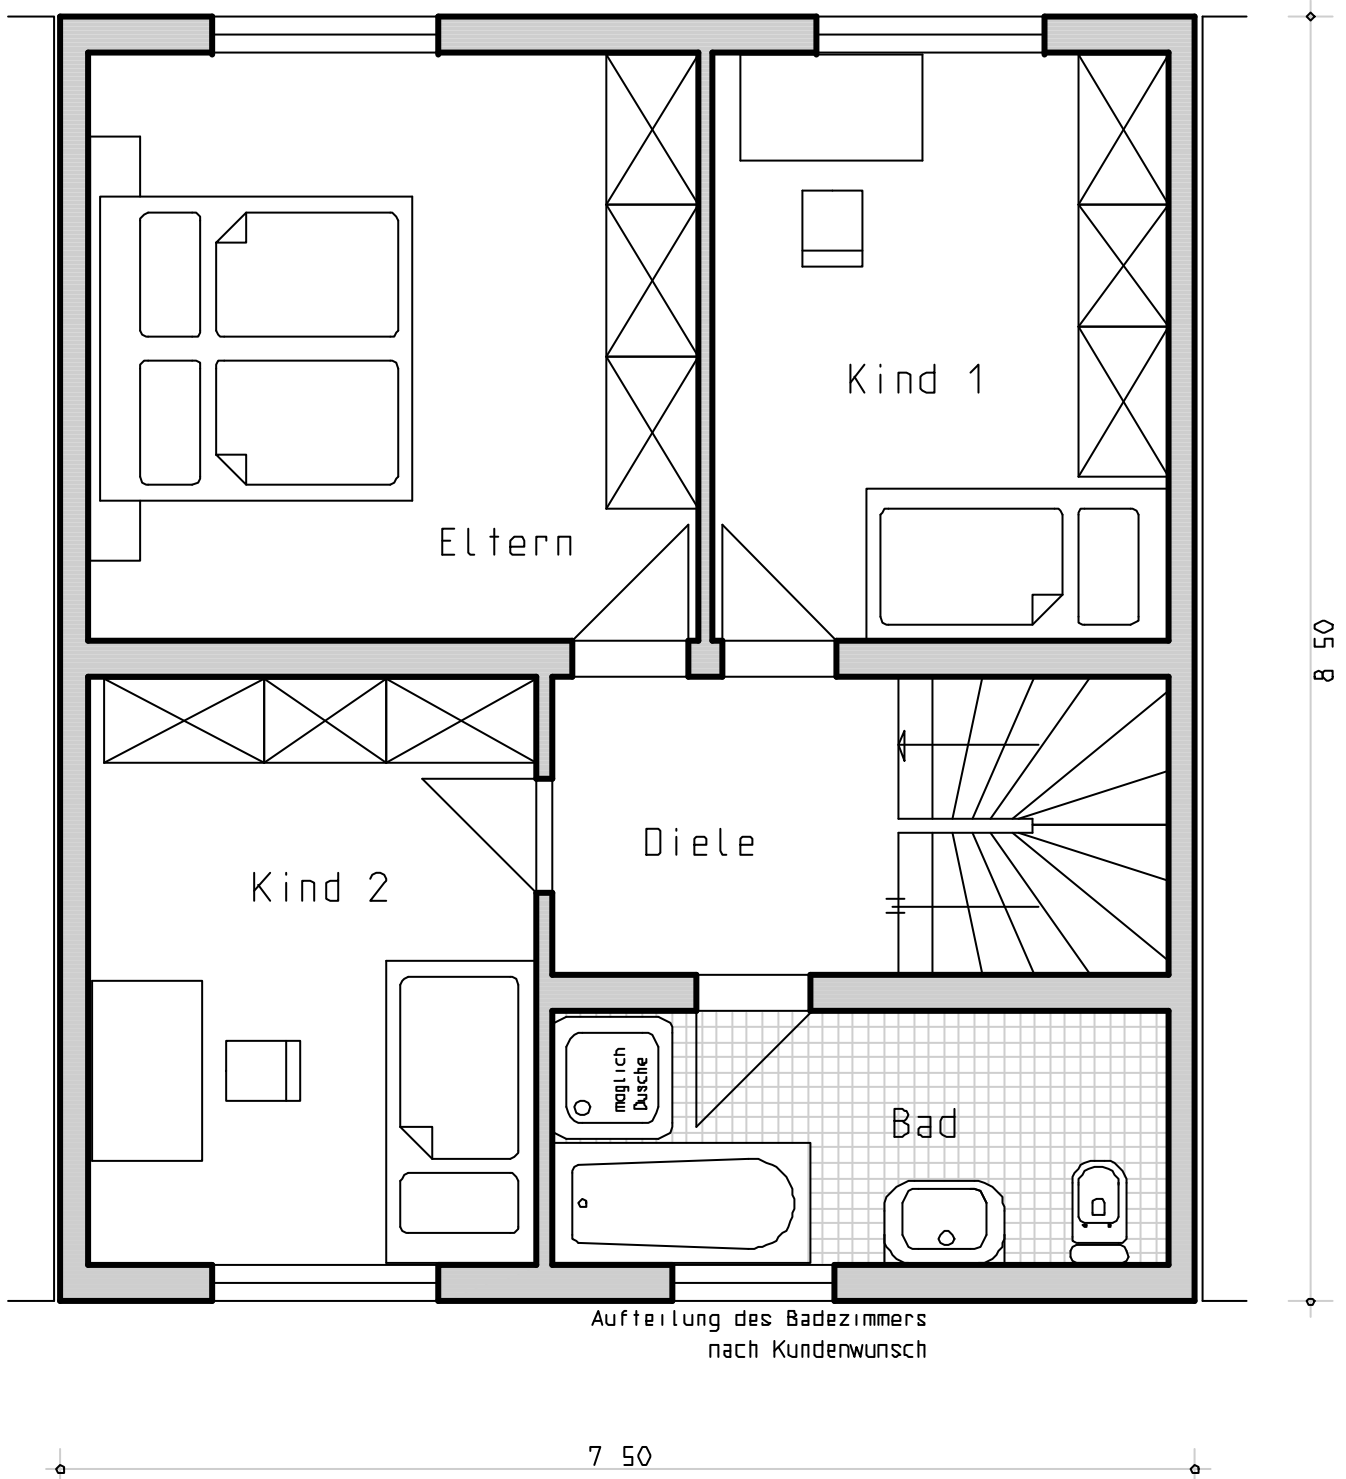 Kind 1
Eltern
8 50
Diele
Kind 2
möglich
Dusche
Bad
Aufteilung des Badezimmers
nach Kundenwunsch
7 50